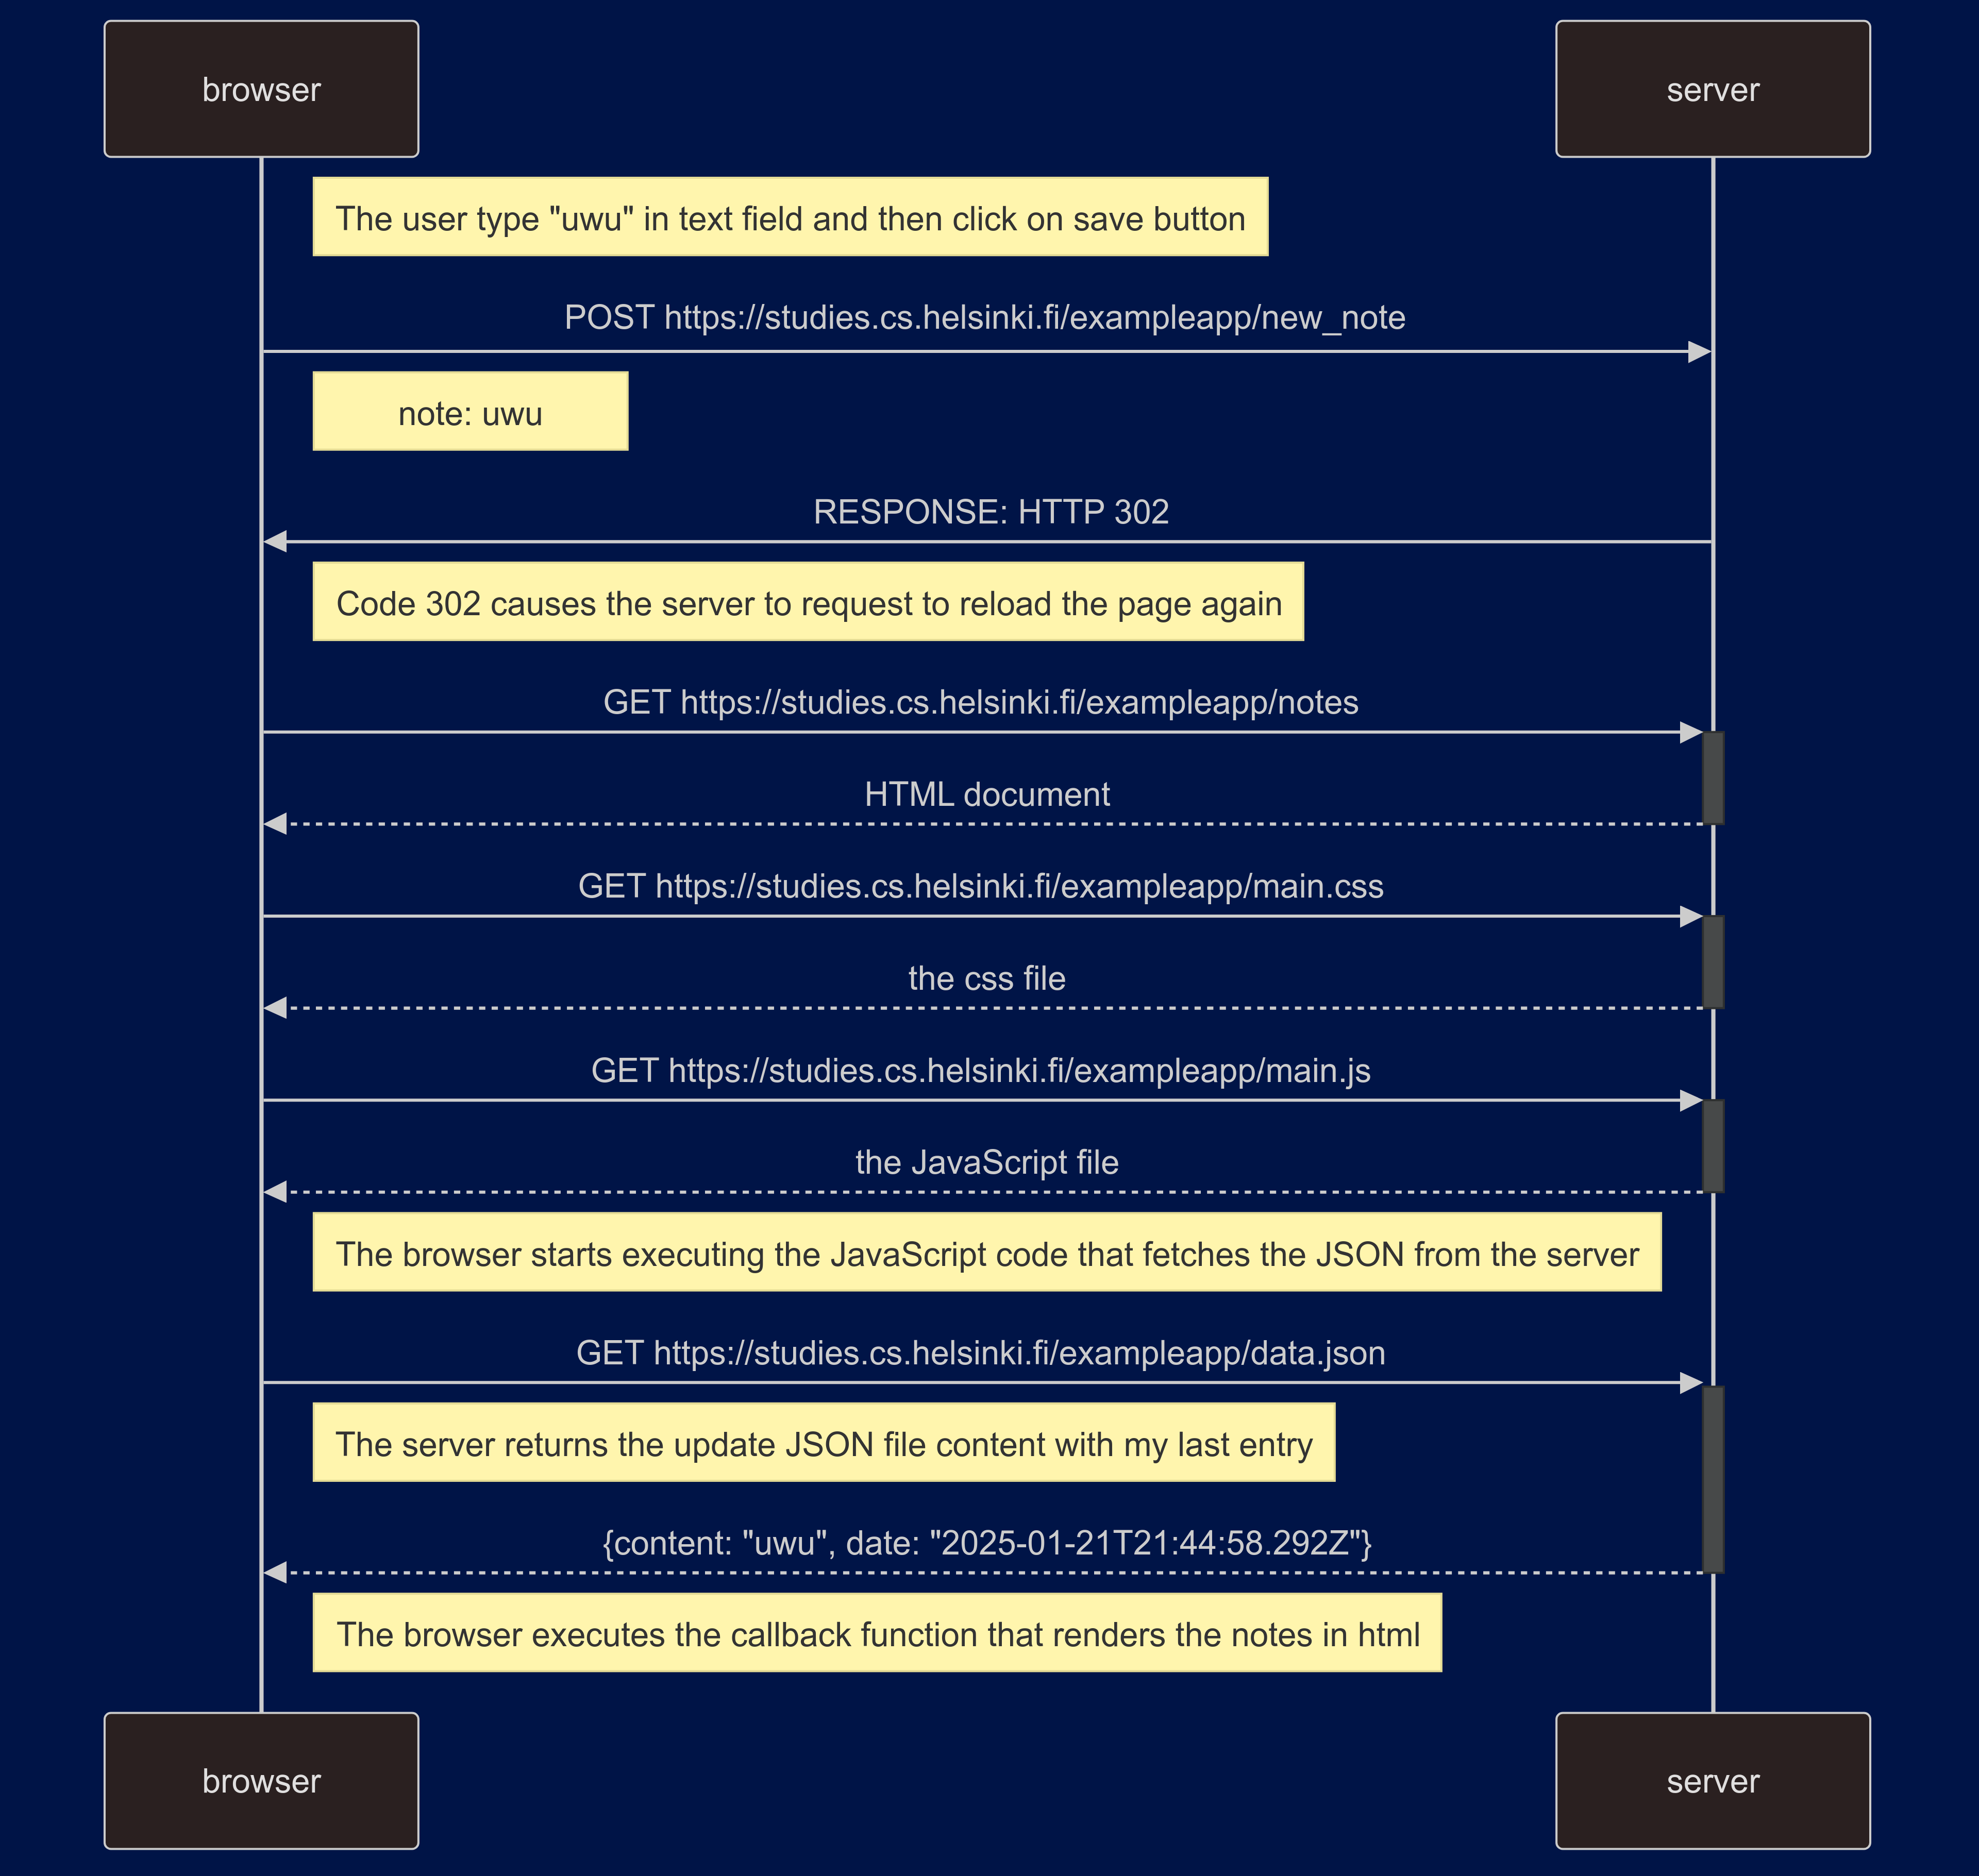 browser
server
The user type "uwu" in text field and then click on save button
POST https://studies.cs.helsinki.fi/exampleapp/new_note
note: uwu
RESPONSE: HTTP 302
Code 302 causes the server to request to reload the page again
GET https://studies.cs.helsinki.fi/exampleapp/notes
HTML document
GET https://studies.cs.helsinki.fi/exampleapp/main.css
the css file
GET https://studies.cs.helsinki.fi/exampleapp/main.js
the JavaScript file
The browser starts executing the JavaScript code that fetches the JSON from the server
GET https://studies.cs.helsinki.fi/exampleapp/data.json
The server returns the update JSON file content with my last entry
{content: "uwu", date: "2025-01-21T21:44:58.292Z"}
The browser executes the callback function that renders the notes in html
browser
server